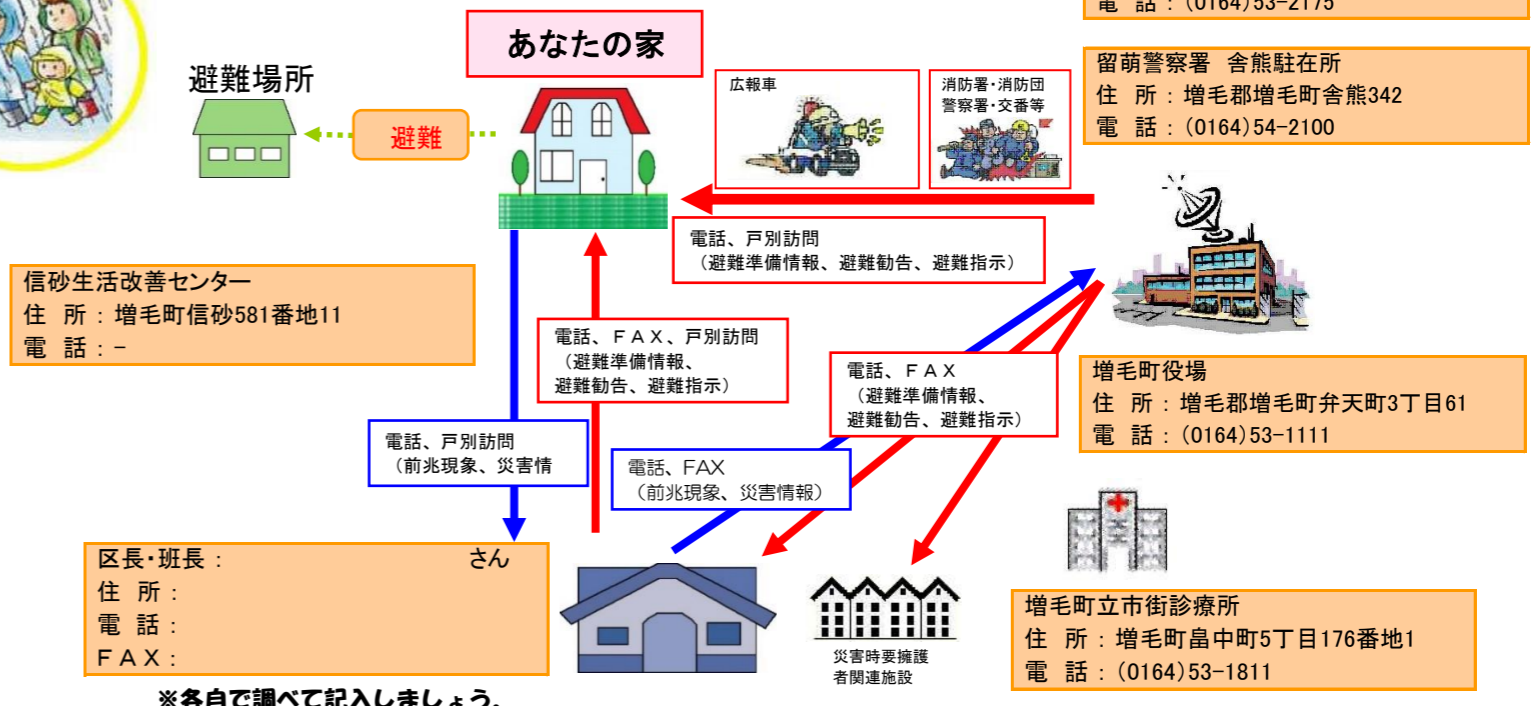 電 話：(0164)53-2175
あなたの家
避難場所
避難
広報車
消防署・消防団
警察署・交番等
留萌警察署 舎熊駐在所
住 所：増毛郡増毛町舎熊342
電 話：(0164)54-2100
電話、戸別訪問
（避難準備情報、避難勧告、避難指示）
信砂生活改善センター
住 所：増毛町信砂581番地11
電 話：-
電話、ＦＡＸ、戸別訪問
（避難準備情報、
避難勧告、避難指示）
電話、ＦＡＸ
（避難準備情報、
避難勧告、避難指示）
増毛町役場
住 所：増毛郡増毛町弁天町3丁目61
電 話：(0164)53-1111
電話、戸別訪問
（前兆現象、災害情
電話、FAX
（前兆現象、災害情報）
区長・班長： さん
住 所：
電 話：
ＦＡＸ：
※各自で調べて記入しましょう。
災害時要擁護
者関連施設
増毛町立市街診療所
住 所：増毛町畠中町5丁目176番地1
電 話：(0164)53-1811